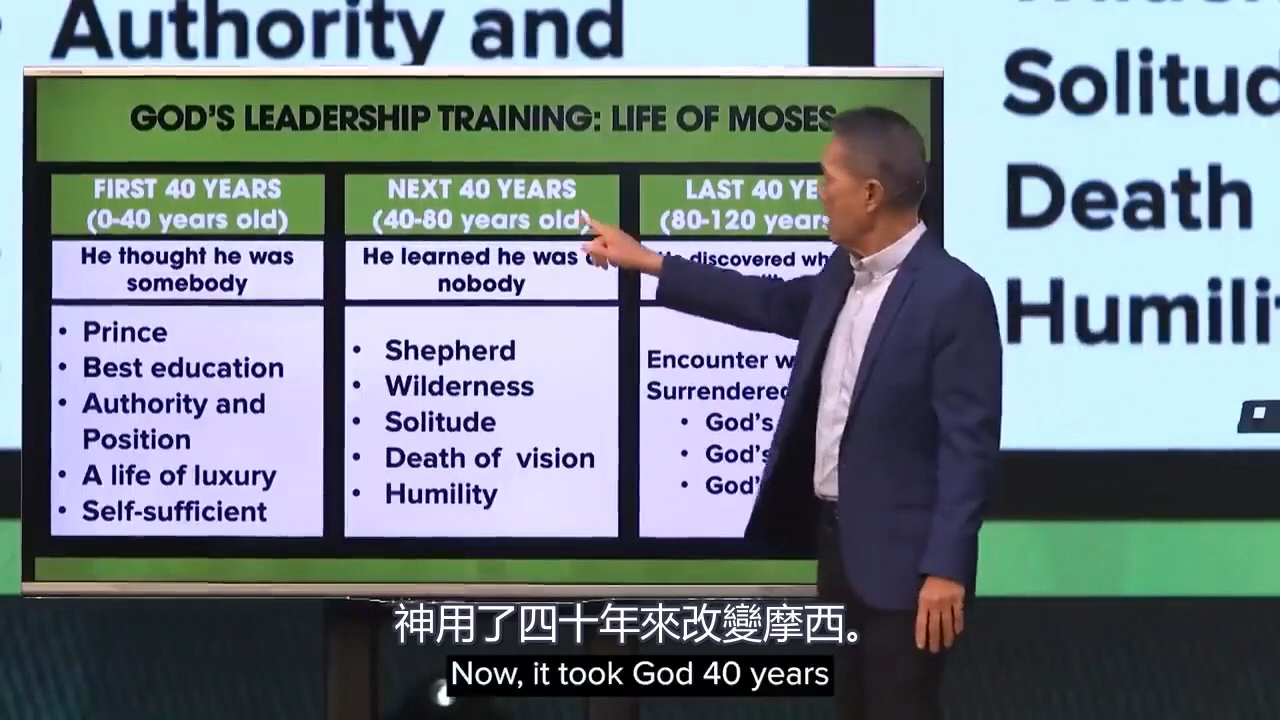 Authority and
Solitud
Death
Humili
GOD'S LEADERSHIP TRAINING: LIFE OF MOSES
FIRST 40 YEARS
(0-40 years old)
He thought he was
somebody
• Prince
• Best education
• Authority and
Position
• A life of luxury
• Self-sufficient
NEXT 40 YEARS
(40-80 years old)
He learned he was
nobody
• Shepherd
• Wilderness
• Solitude
• Death of vision
• Humility
LAST 40 YE
(80-120 years
discovered wh
Encounter w
Surrendered
• God's
• God's
• God'
神用了四十年來改變摩西。
Now, it took God 40 years